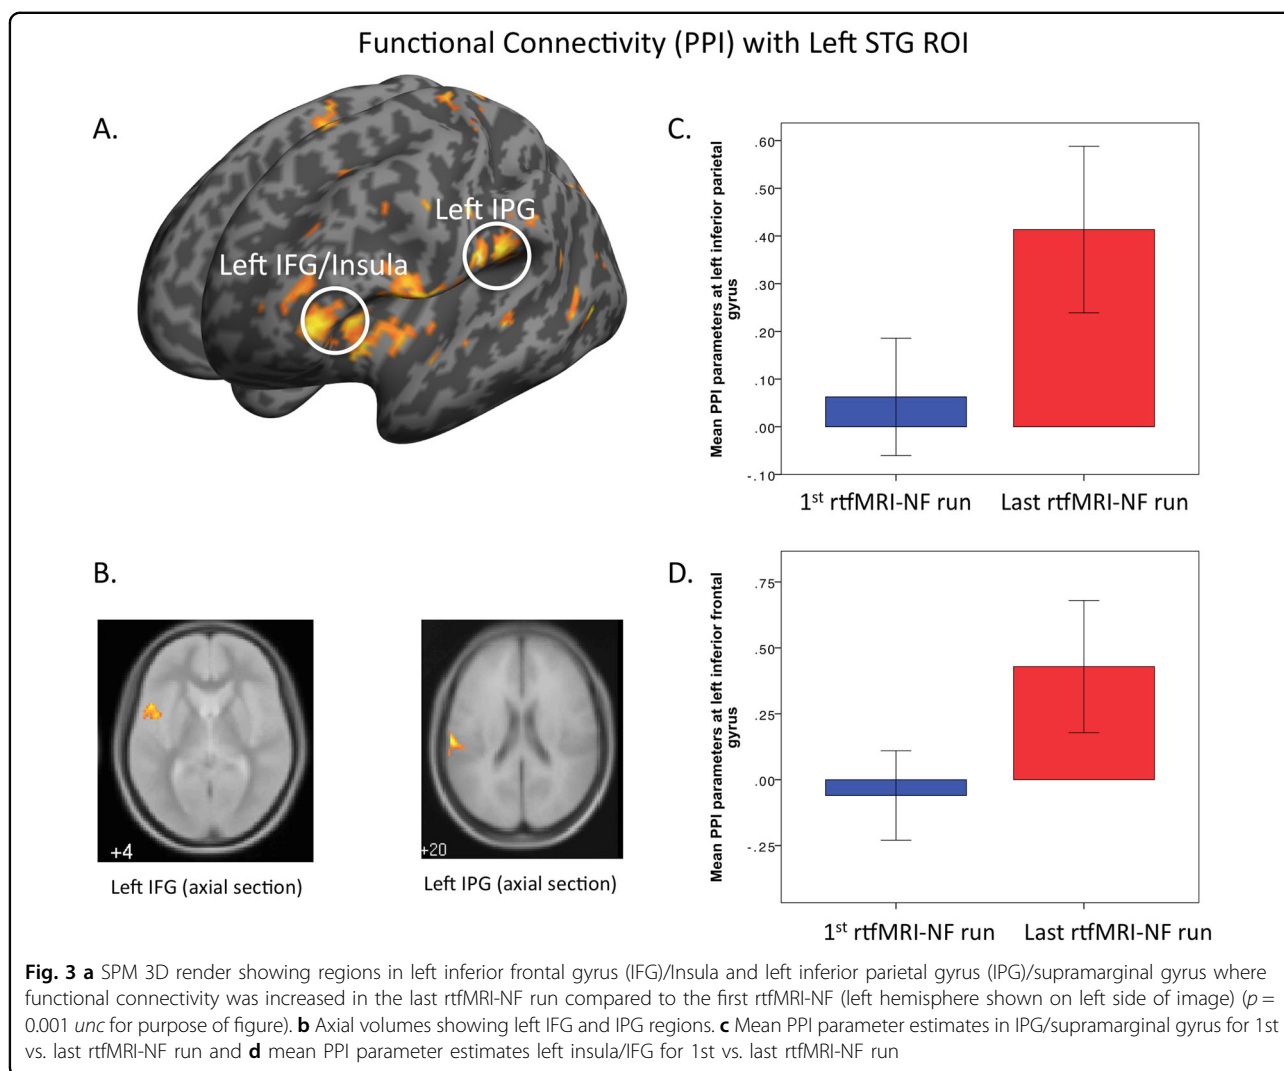 Functional Connectivity (PPI) with Left STG ROI
A.
Left IPG
Left IFG/Insula
C.
Mean PPI parameters at left inferior parietal
gyrus
.60
.50
.40
.30
.20
.10
.00
-.10
1st rtfMRI-NF run
Last rtfMRI-NF run
B.
+4
Left IFG (axial section)
+20
Left IPG (axial section)
D.
Mean PPI parameters at left inferior frontal
gyrus
.75
.50
.25
.00
-.25
1st rtfMRI-NF run
Last rtfMRI-NF run
Fig. 3 a SPM 3D render showing regions in left inferior frontal gyrus (IFG)/Insula and left inferior parietal gyrus (IPG)/supramarginal gyrus where
functional connectivity was increased in the last rtfMRI-NF run compared to the first rtfMRI-NF (left hemisphere shown on left side of image) (p =
0.001 unc for purpose of figure). b Axial volumes showing left IFG and IPG regions. c Mean PPI parameter estimates in IPG/supramarginal gyrus for 1st
vs. last rtfMRI-NF run and d mean PPI parameter estimates left insula/IFG for 1st vs. last rtfMRI-NF run